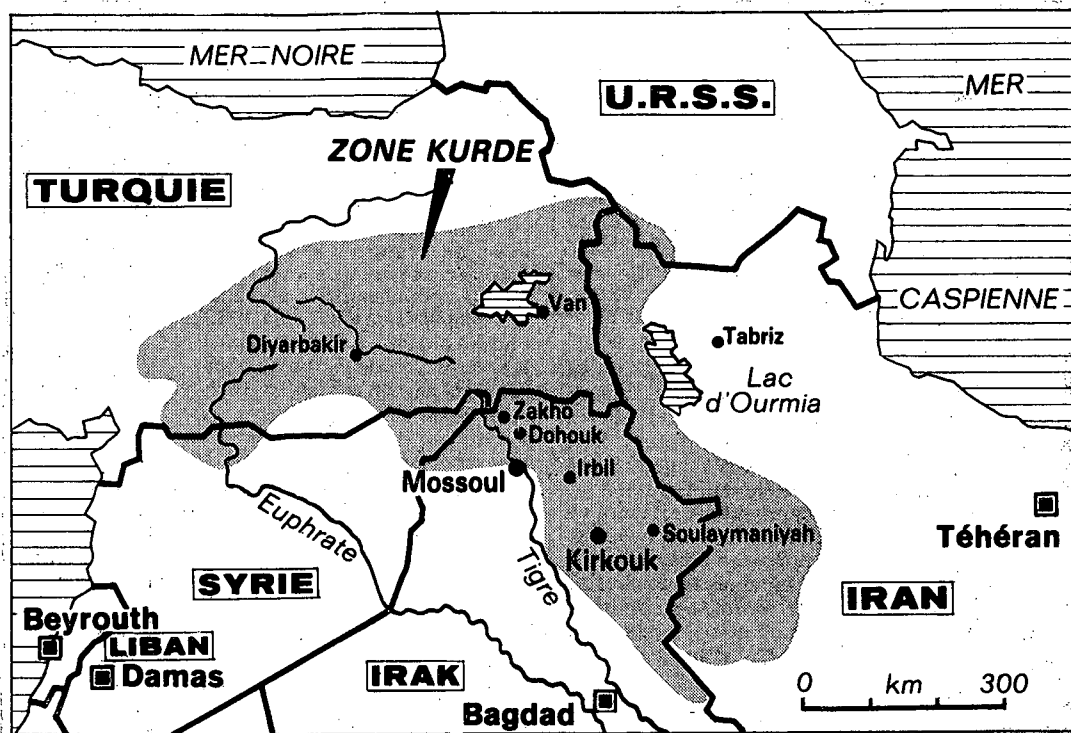 MER NOIRE
U.R.S.S.
MER
CASPIENNE
ZONE KURDE
TURQUIE
Van
Diyarbakir
Tabriz
Lac
d'Ourmia
Zakho
Dohouk
Mossoul
Irbil
Euphrate
Tigre
Kirkouk
Soulaymaniyah
Téhéran
SYRIE
IRAN
Beyrouth
LIBAN
Damas
IRAK
Bagdad
0 km 300